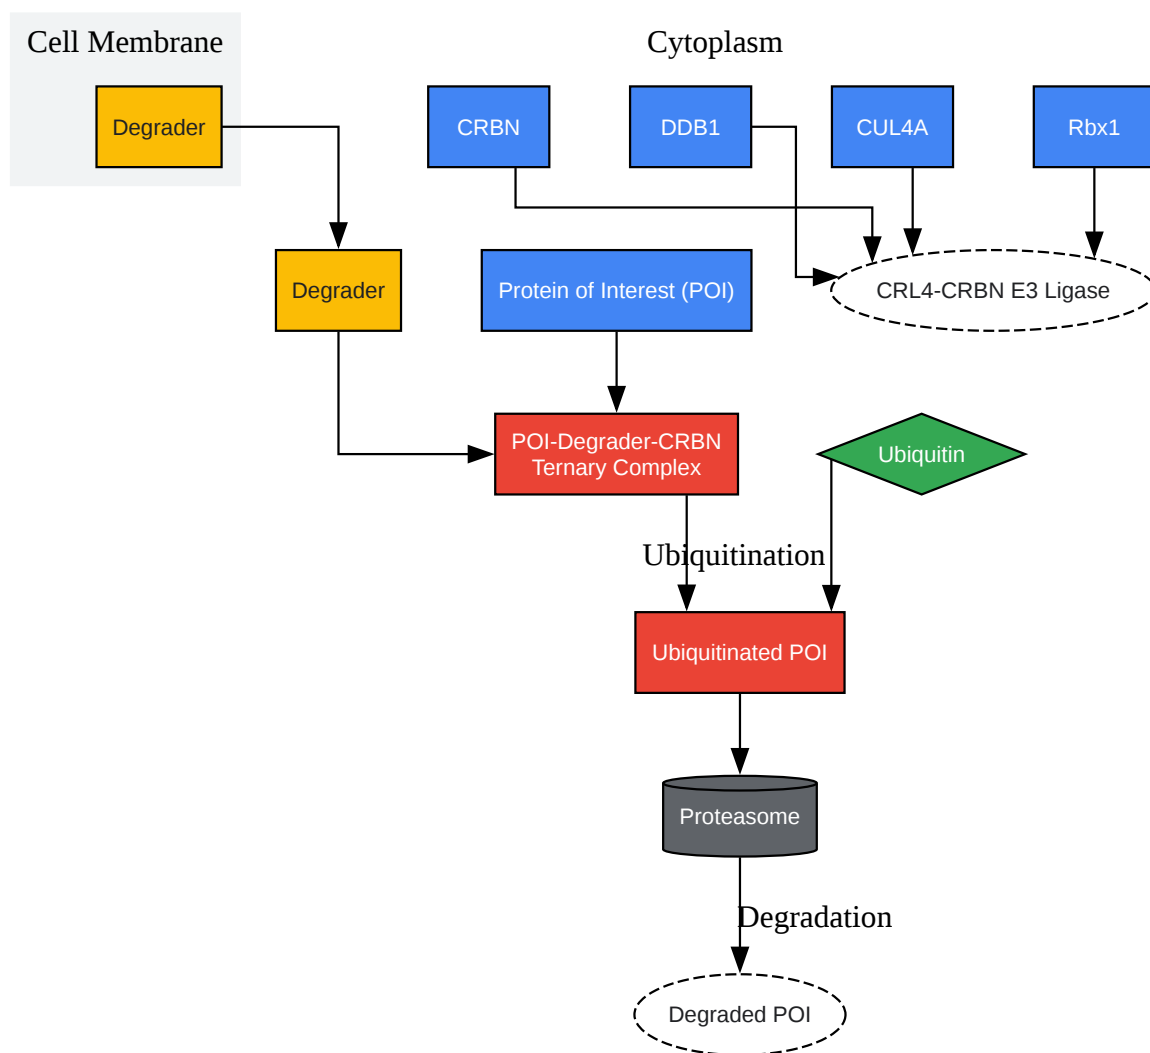 Cell Membrane
Cytoplasm
Degrader
CRBN
DDB1
CUL4A
Rbx1
Degrader
Protein of Interest (POI)
CRL4-CRBN E3 Ligase
POI-Degrader-CRBN
Ternary Complex
Ubiquitin
Ubiquitination
Ubiquitinated POI
Proteasome
Degradation
Degraded POI